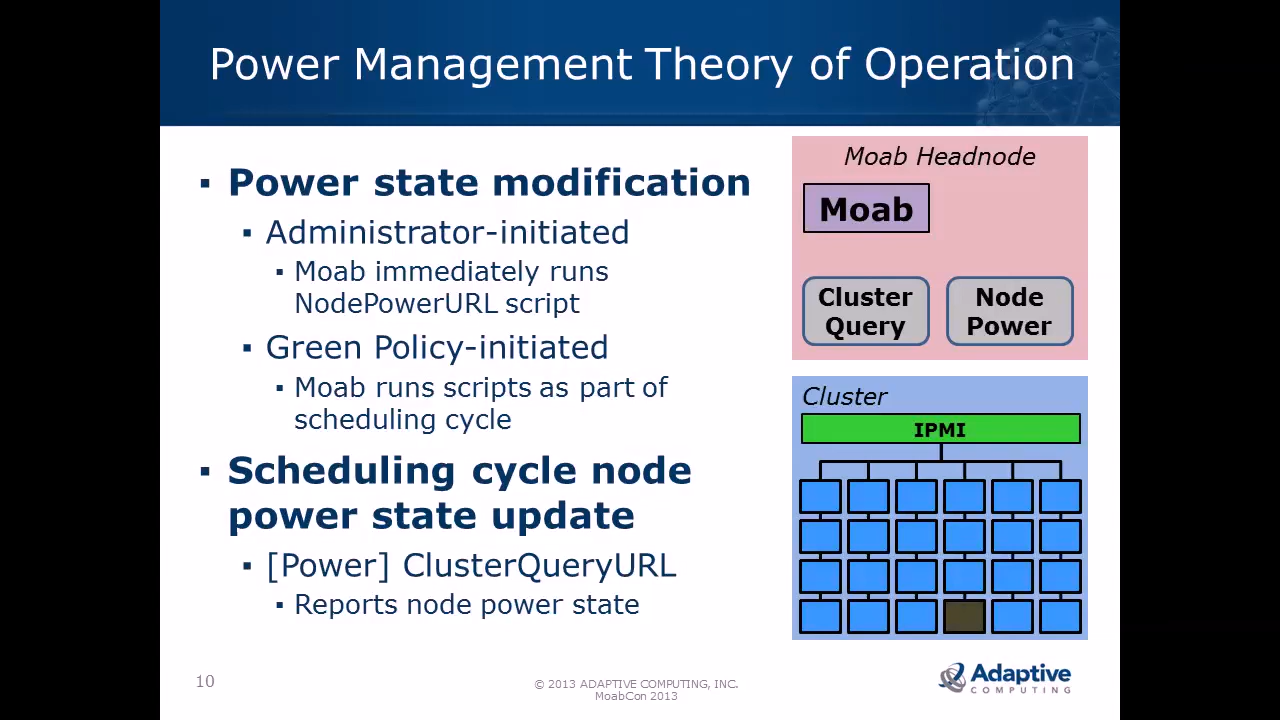 Power Management Theory of Operation
▪ Power state modification
▪ Administrator-initiated
▪ Moab immediately runs
NodePowerURL script
▪ Green Policy-initiated
▪ Moab runs scripts as part of
scheduling cycle
▪ Scheduling cycle node
power state update
▪ [Power] ClusterQueryURL
▪ Reports node power state
Moab Headnode
Moab
Cluster
Query
Node
Power
Cluster
IPMI
10
© 2013 ADAPTIVE COMPUTING, INC.
MoabCon 2013
Adaptive
COMPUTING